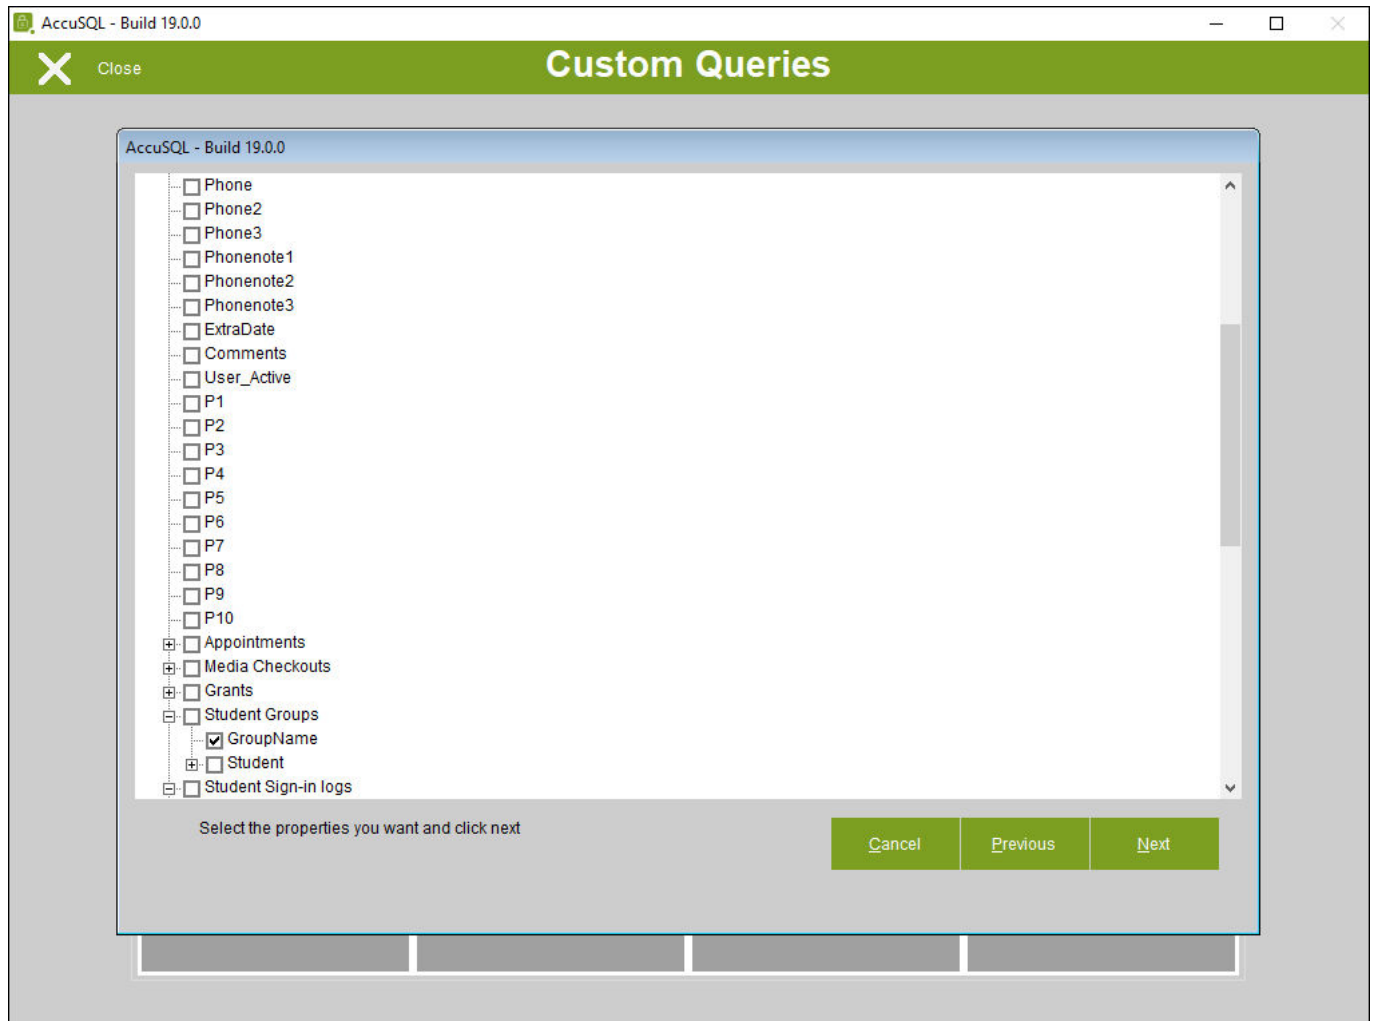 AccuSQL - Build 19.0.0
Close
Custom Queries
AccuSQL - Build 19.0.0
Phone
Phone2
Phone3
Phonenote1
Phonenote2
Phonenote3
ExtraDate
Comments
User_Active
P1
P2
P3
P4
P5
P6
P7
P8
P9
P10
Appointments
Media Checkouts
Grants
Student Groups
GroupName
Student
Student Sign-in logs
Select the properties you want and click next
Cancel
Previous
Next